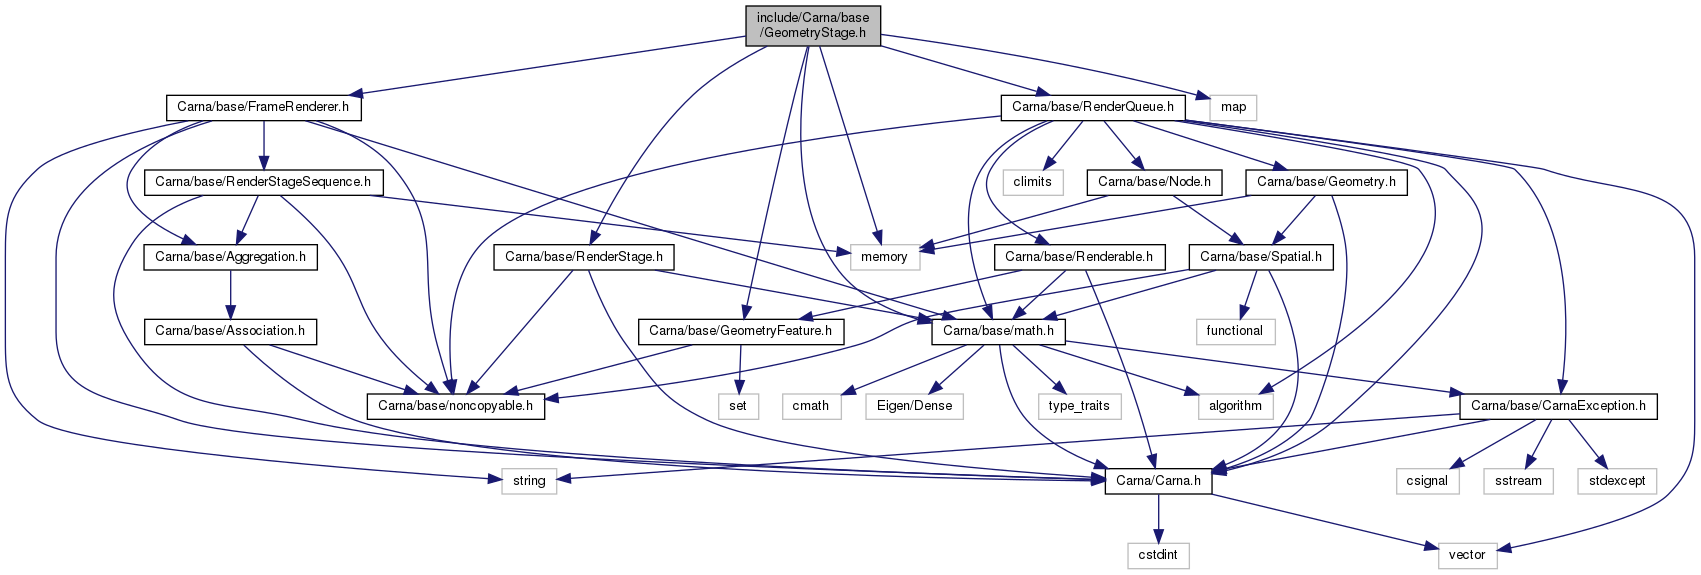 include/Carna/base
/GeometryStage.h
Carna/base/FrameRenderer.h
Carna/base/RenderQueue.h
map
Carna/base/RenderStageSequence.h
climits
Carna/base/Node.h
Carna/base/Geometry.h
Carna/base/Aggregation.h
Carna/base/RenderStage.h
memory
Carna/base/Renderable.h
Carna/base/Spatial.h
Carna/base/Association.h
Carna/base/GeometryFeature.h
Carna/base/math.h
functional
Carna/base/noncopyable.h
set
cmath
Eigen/Dense
type_traits
algorithm
Carna/base/CarnaException.h
string
Carna/Carna.h
csignal
sstream
stdexcept
cstdint
vector